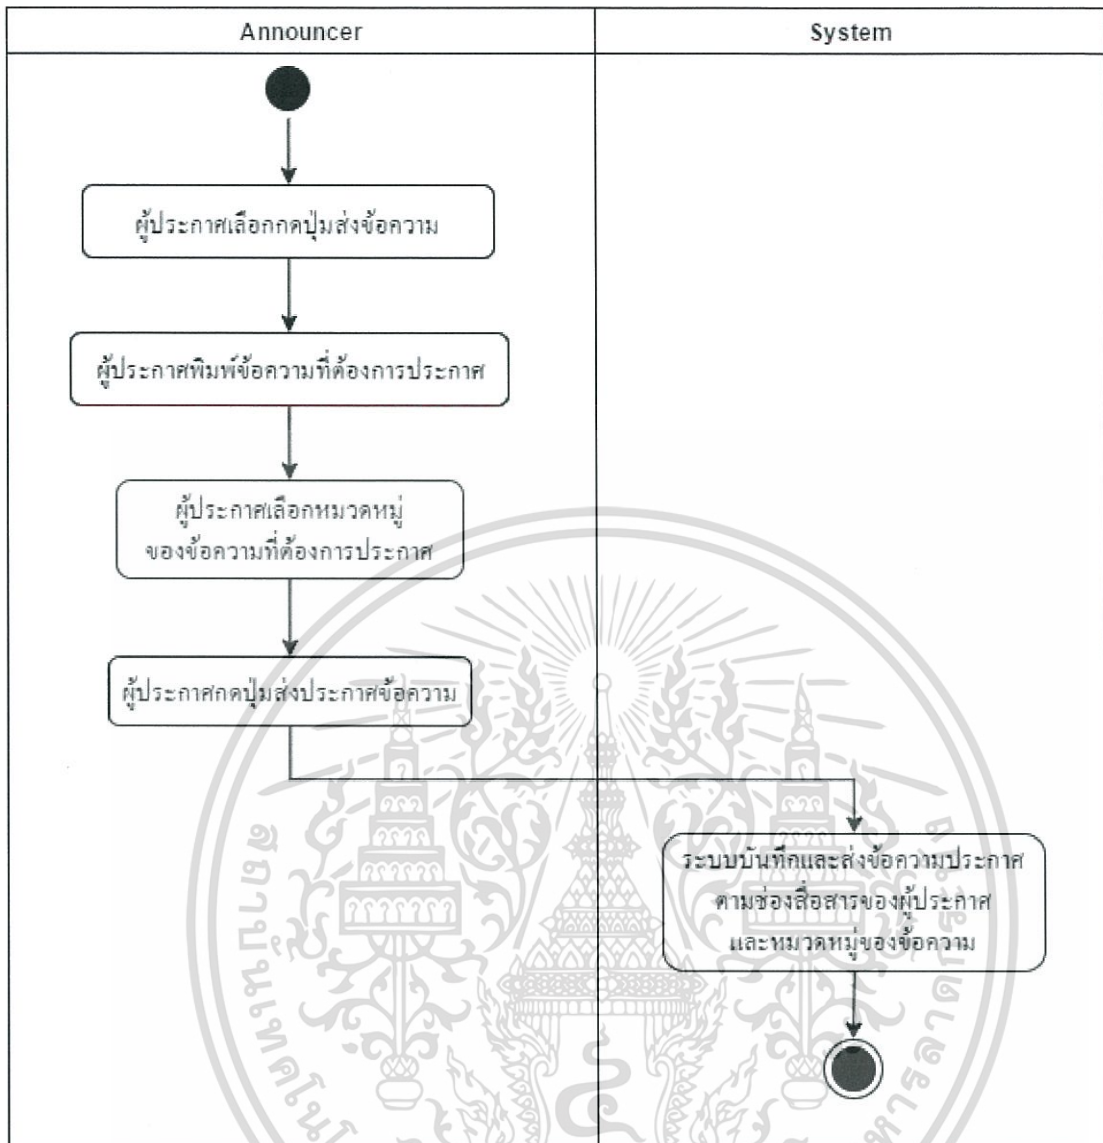 Announcer
System
ผู้ประกาศเลือกกดปุ่มส่งข้อความ
ผู้ประกาศพิมพ์ข้อความที่ต้องการประกาศ
ผู้ประกาศเลือกหมวดหมู่
ของข้อความที่ต้องการประกาศ
ผู้ประกาศกดปุ่มส่งประกาศข้อความ
ระบบบันทึกและส่งข้อความประกาศ
ตามช่องสื่อสารของผู้ประกาศ
และหมวดหมู่ของข้อความ